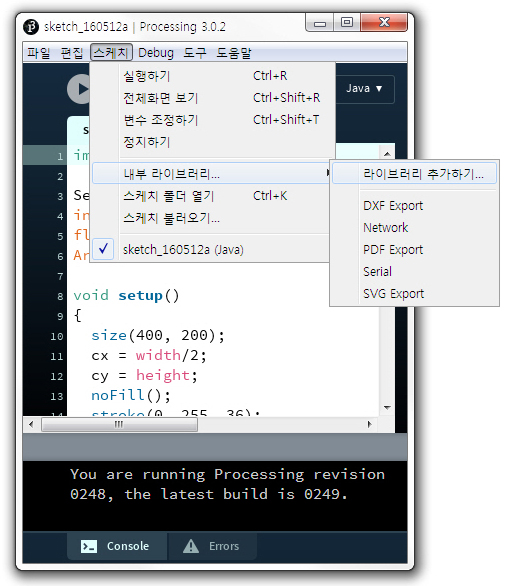 sketch_160512a | Processing 3.0.2
파일 편집 스케치 Debug 도구 도움말
실행하기 Ctrl+R
전체화면 보기 Ctrl+Shift+R
변수 조정하기 Ctrl+Shift+T
정지하기
내부 라이브러리...
스케치 폴더 열기 Ctrl+K
스케치 불러오기...
✓ sketch_160512a (Java)
Java ▼
라이브러리 추가하기...
DXF Export
Network
PDF Export
Serial
SVG Export
s
1 im
2
3 Se
4 in
5 fl
6 Ar
7
8 void setup()
9 {
10 size(400, 200);
11 cx = width/2;
12 cy = height;
13 noFill();
14 stroke(0, 255, 36);
You are running Processing revision
0248, the latest build is 0249.
Console Errors